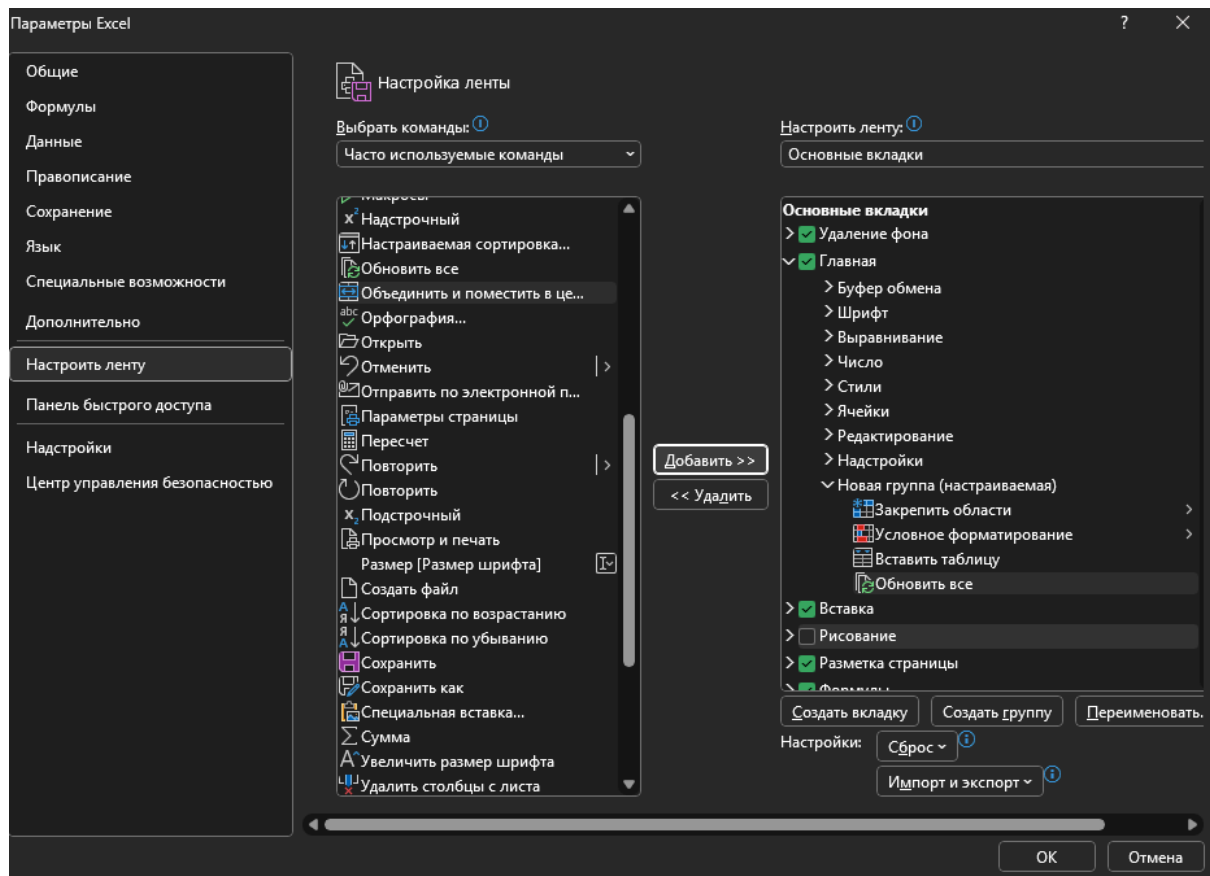 Параметры Excel
?
Общие
Формулы
Данные
Правописание
Сохранение
Язык
Специальные возможности
Дополнительно
Настроить ленту
Панель быстрого доступа
Надстройки
Центр управления безопасностью
Настройка ленты
Выбрать команды:
Часто используемые команды
Макросы
Надстрочный
Настраиваемая сортировка...
Обновить все
Объединить и поместить в це...
Орфография...
Открыть
Отменить
Отправить по электронной п...
Параметры страницы
Пересчет
Повторить
Повторить
Подстрочный
Просмотр и печать
Размер [Размер шрифта]
Создать файл
Сортировка по возрастанию
Сортировка по убыванию
Сохранить
Сохранить как
Специальная вставка...
Сумма
Увеличить размер шрифта
Удалить столбцы с листа
Добавить >>
<< Удалить
Настроить ленту:
Основные вкладки
Основные вкладки
Удаление фона
Главная
Буфер обмена
Шрифт
Выравнивание
Число
Стили
Ячейки
Редактирование
Надстройки
Новая группа (настраиваемая)
Закрепить области
Условное форматирование
Вставить таблицу
Обновить все
Вставка
Рисование
Разметка страницы
Формулы
Создать вкладку
Создать группу
Переименовать.
Настройки:
Сброс
Импорт и экспорт
ОК
Отмена